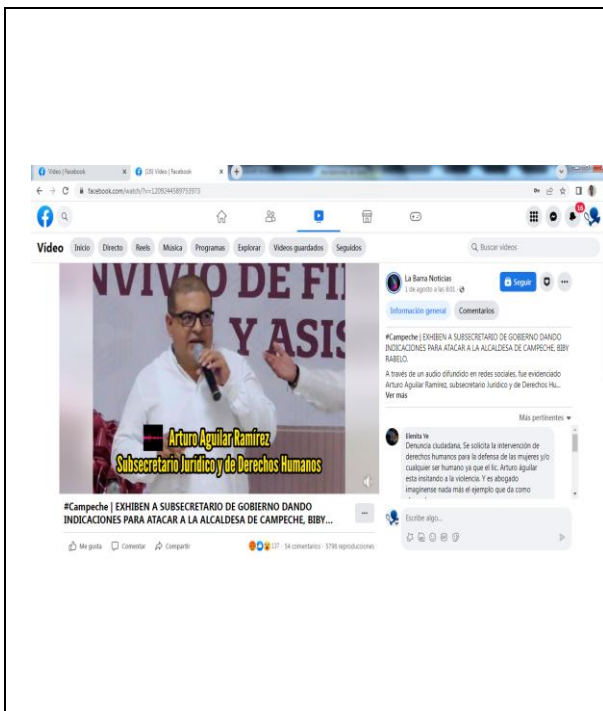 Video | Facebook
(28) Video | Facebook
facebook.com/watch/?v=1209244589753973
16
Video
Inicio
Directo
Reels
Música
Programas
Explorar
Videos guardados
Seguidos
Buscar videos
NVIVIO DE FI
Y ASIS
Arturo Aguilar Ramírez
Subsecretario Jurídico y de Derechos Humanos
#Campeche | EXHIBEN A SUBSECRETARIO DE GOBIERNO DANDO
INDICACIONES PARA ATACAR A LA ALCALDESA DE CAMPECHE, BIBY...
Me gusta
Comentar
Compartir
137 · 54 comentarios · 5798 reproducciones
La Barra Noticias
1 de agosto a las 8:01 ·
Seguir
Información general
Comentarios
#Campeche | EXHIBEN A SUBSECRETARIO DE GOBIERNO DANDO
INDICACIONES PARA ATACAR A LA ALCALDESA DE CAMPECHE, BIBY
RABELO.
A través de un audio difundido en redes sociales, fue evidenciado
Arturo Aguilar Ramírez, subsecretario Jurídico y de Derechos Hu...
Ver más
Más pertinentes
Elenita Ye
Denuncia ciudadana, Se solicita la intervención de
derechos humanos para la defensa de las mujeres y/o
cualquier ser humano ya que el lic. Arturo águilar
esta insitando a la violencia. Y es abogado
imaginense nada más el ejemplo que da como
Escribe algo...